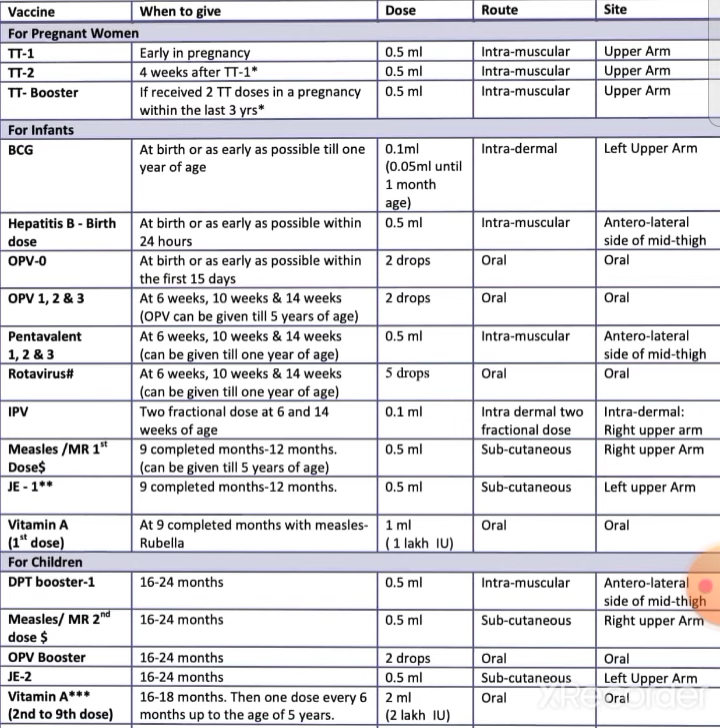 Vaccine When to give Dose Route Site
For Pregnant Women
TT-1 Early in pregnancy 0.5 ml Intra-muscular Upper Arm
TT-2 4 weeks after TT-1* 0.5 ml Intra-muscular Upper Arm
TT- Booster If received 2 TT doses in a pregnancy 0.5 ml Intra-muscular Upper Arm
within the last 3 yrs*
For Infants
BCG At birth or as early as possible till one 0.1ml Intra-dermal Left Upper Arm
year of age (0.05ml until
1 month
age)
Hepatitis B - Birth At birth or as early as possible within 0.5 ml Intra-muscular Antero-lateral
dose 24 hours side of mid-thigh
OPV-0 At birth or as early as possible within 2 drops Oral Oral
the first 15 days
OPV 1, 2 & 3 At 6 weeks, 10 weeks & 14 weeks 2 drops Oral Oral
(OPV can be given till 5 years of age)
Pentavalent At 6 weeks, 10 weeks & 14 weeks 0.5 ml Intra-muscular Antero-lateral
1, 2 & 3 (can be given till one year of age) side of mid-thigh
Rotavirus# At 6 weeks, 10 weeks & 14 weeks 5 drops Oral Oral
(can be given till one year of age)
IPV Two fractional dose at 6 and 14 0.1 ml Intra dermal two Intra-dermal:
weeks of age fractional dose Right upper arm
Measles /MR 1st 9 completed months-12 months. 0.5 ml Sub-cutaneous Right upper Arm
Dose$ (can be given till 5 years of age)
JE - 1** 9 completed months-12 months. 0.5 ml Sub-cutaneous Left upper Arm
Vitamin A At 9 completed months with measles- 1 ml Oral Oral
(1st dose) Rubella ( 1 lakh IU)
For Children
DPT booster-1 16-24 months 0.5 ml Intra-muscular Antero-lateral
side of mid-thigh
Measles/ MR 2nd 16-24 months 0.5 ml Sub-cutaneous Right upper Arm
dose $
OPV Booster 16-24 months 2 drops Oral Oral
JE-2 16-24 months 0.5 ml Sub-cutaneous Left Upper Arm
Vitamin A*** 16-18 months. Then one dose every 6 2 ml Oral Oral
(2nd to 9th dose) months up to the age of 5 years. (2 lakh IU)
XRecorder